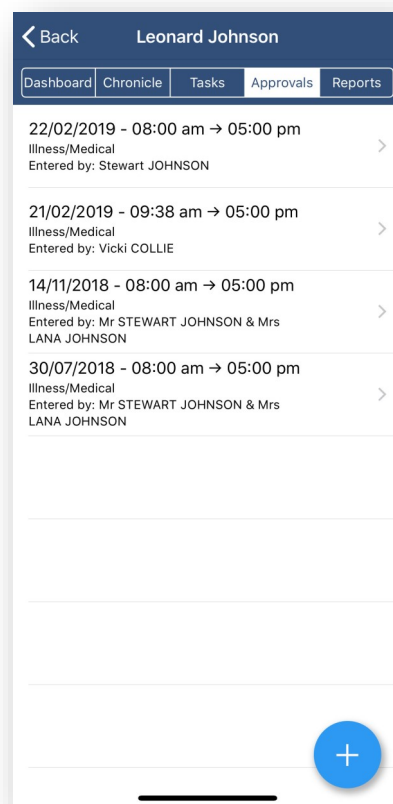 Back
Leonard Johnson
Dashboard Chronicle Tasks Approvals Reports
22/02/2019 - 08:00 am → 05:00 pm
Illness/Medical
Entered by: Stewart JOHNSON
21/02/2019 - 09:38 am → 05:00 pm
Illness/Medical
Entered by: Vicki COLLIE
14/11/2018 - 08:00 am → 05:00 pm
Illness/Medical
Entered by: Mr STEWART JOHNSON & Mrs
LANA JOHNSON
30/07/2018 - 08:00 am → 05:00 pm
Illness/Medical
Entered by: Mr STEWART JOHNSON & Mrs
LANA JOHNSON